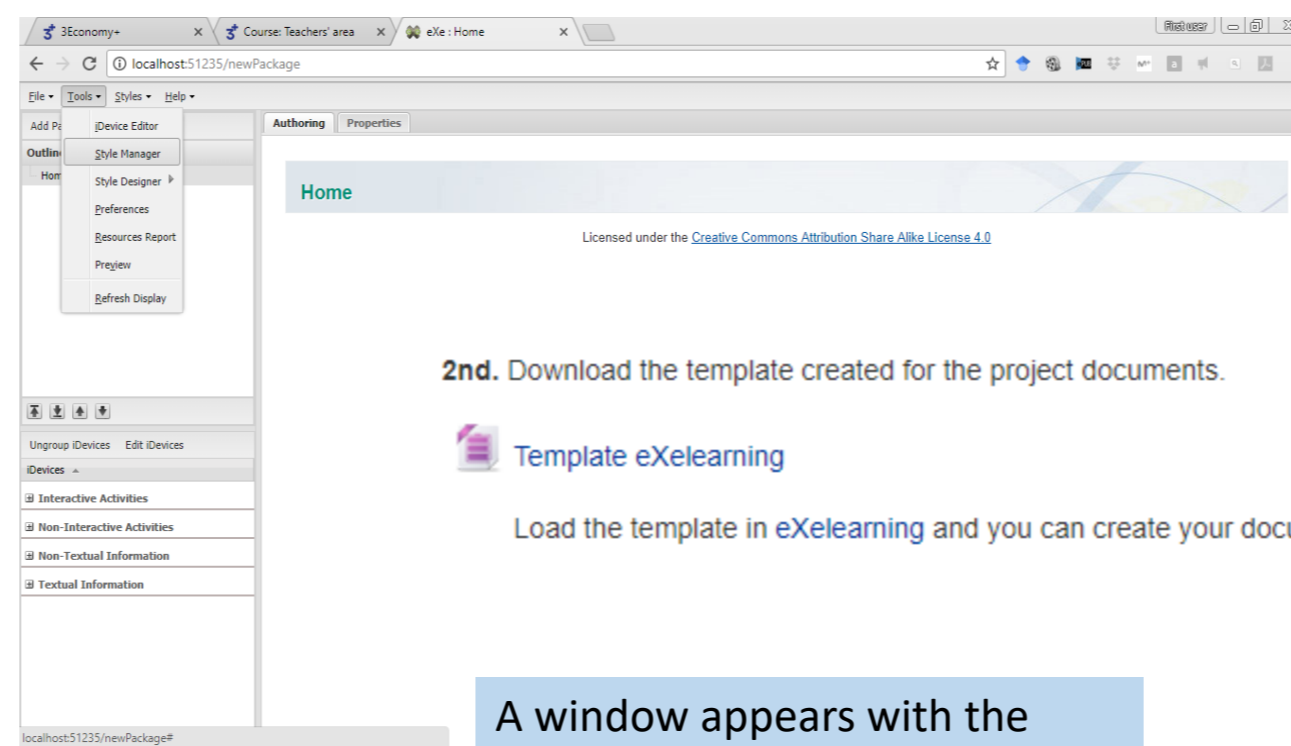 3Economy+
Course: Teachers' area
eXe : Home
First user
localhost:51235/newPackage
File Tools Styles Help
Add Pa
iDevice Editor
Style Manager
Style Designer
Preferences
Resources Report
Preview
Refresh Display
Outlin
Hom
Authoring Properties
Home
Licensed under the Creative Commons Attribution Share Alike License 4.0
2nd. Download the template created for the project documents.
Template eXelearning
Load the template in eXelearning and you can create your docu
Ungroup iDevices Edit iDevices
iDevices
Interactive Activities
Non-Interactive Activities
Non-Textual Information
Textual Information
A window appears with the
localhost:51235/newPackage#